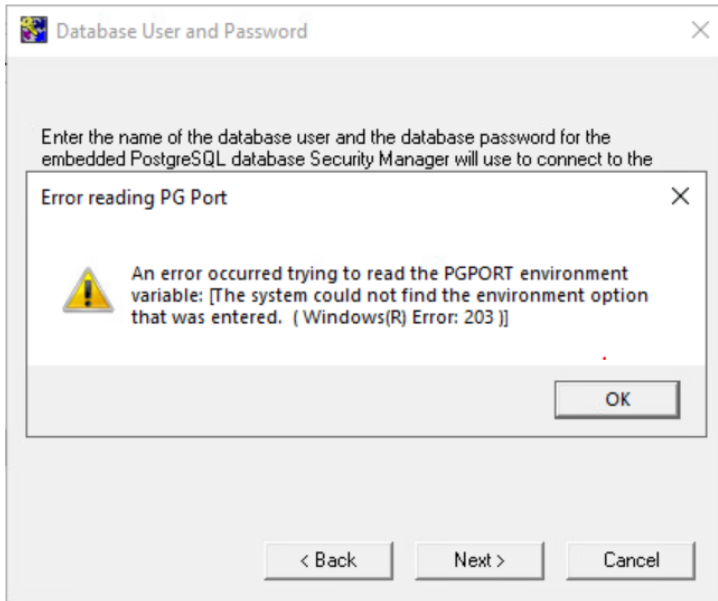 Database User and Password
Enter the name of the database user and the database password for the
embedded PostgreSQL database Security Manager will use to connect to the
Error reading PG Port
An error occurred trying to read the PGPORT environment
variable: [The system could not find the environment option
that was entered.  ( Windows(R) Error: 203 )]
OK
< Back
Next >
Cancel